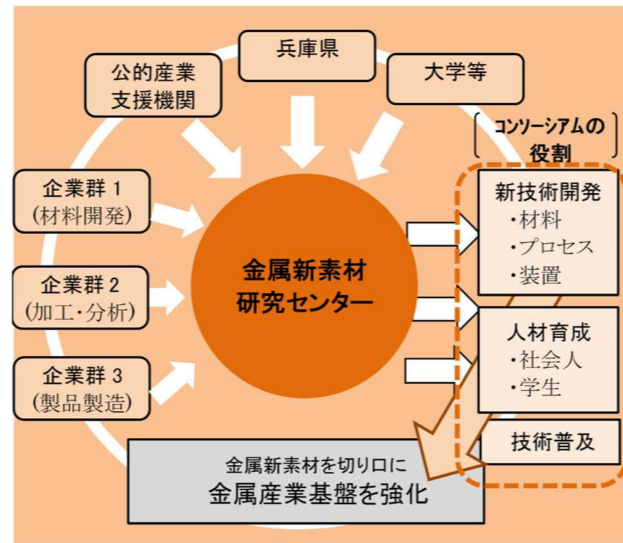 兵庫県
公的産業
支援機関
大学等
コンソーシアムの
役割
企業群1
(材料開発)
企業群2
(加工・分析)
企業群3
(製品製造)
金属新素材
研究センター
新技術開発
・材料
・プロセス
・装置
人材育成
・社会人
・学生
技術普及
金属新素材を切り口に
金属産業基盤を強化